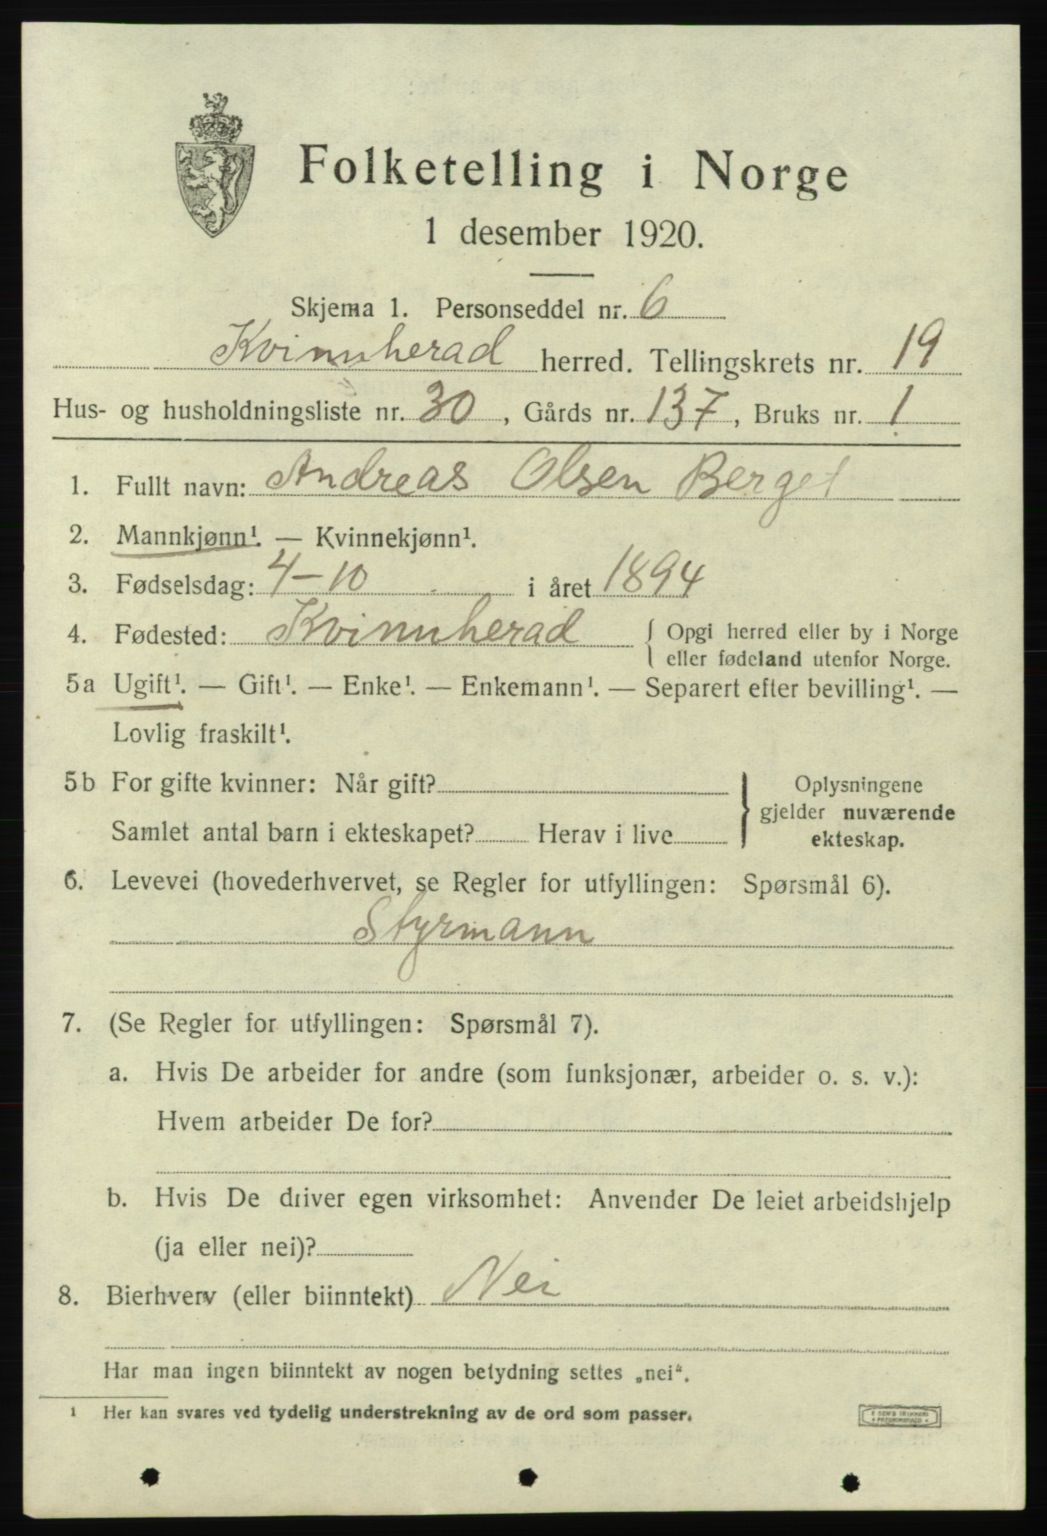 Folketelling i Norge
1 desember 1920.
Skjema 1. Personseddel nr. 6
Kvinnherad herred. Tellingskrets nr. 19
Hus- og husholdningsliste nr. 30, Gårds nr. 137, Bruks nr. 1
1. Fullt navn: Andreas Olsen Berget
2. Mannkjønn¹. — Kvinnekjønn¹.
3. Fødselsdag: 4-10 i året 1894
4. Fødested: Kvinnherad { Opgi herred eller by i Norge
eller fødeland utenfor Norge.
5a Ugift¹. — Gift¹. — Enke¹. — Enkemann¹. — Separert efter bevilling¹. —
Lovlig fraskilt¹.
5b For gifte kvinner: Når gift?
Samlet antal barn i ekteskapet? Herav i live
} Oplysningene
gjelder nuværende
ekteskap.
6. Levevei (hovederhvervet, se Regler for utfyllingen: Spørsmål 6).
Styrmann
7. (Se Regler for utfyllingen: Spørsmål 7).
a. Hvis De arbeider for andre (som funksjonær, arbeider o. s. v.):
Hvem arbeider De for?
b. Hvis De driver egen virksomhet: Anvender De leiet arbeidshjelp
(ja eller nei)?
8. Bierhverv (eller biinntekt) Nei
Har man ingen biinntekt av nogen betydning settes „nei“.
¹ Her kan svares ved tydelig understrekning av de ord som passer.